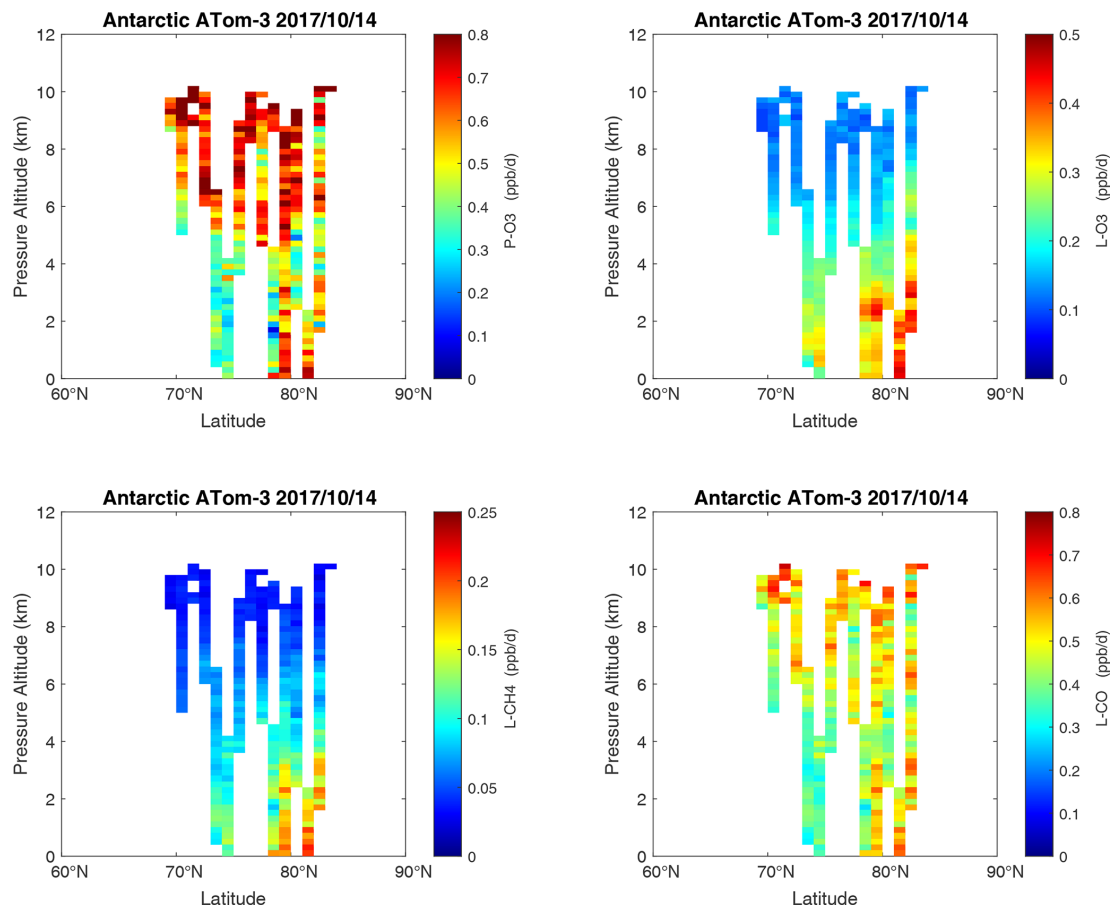 Antarctic ATom-3 2017/10/14
12
10
8
6
4
2
0
Pressure Altitude (km)
60°N
70°N
80°N
90°N
Latitude
0.8
0.7
0.6
0.5
0.4
0.3
0.2
0.1
0
P-O3 (ppb/d)
Antarctic ATom-3 2017/10/14
12
10
8
6
4
2
0
Pressure Altitude (km)
60°N
70°N
80°N
90°N
Latitude
0.5
0.4
0.3
0.2
0.1
0
L-O3 (ppb/d)
Antarctic ATom-3 2017/10/14
12
10
8
6
4
2
0
Pressure Altitude (km)
60°N
70°N
80°N
90°N
Latitude
0.25
0.2
0.15
0.1
0.05
0
L-CH4 (ppb/d)
Antarctic ATom-3 2017/10/14
12
10
8
6
4
2
0
Pressure Altitude (km)
60°N
70°N
80°N
90°N
Latitude
0.8
0.7
0.6
0.5
0.4
0.3
0.2
0.1
0
L-CO (ppb/d)